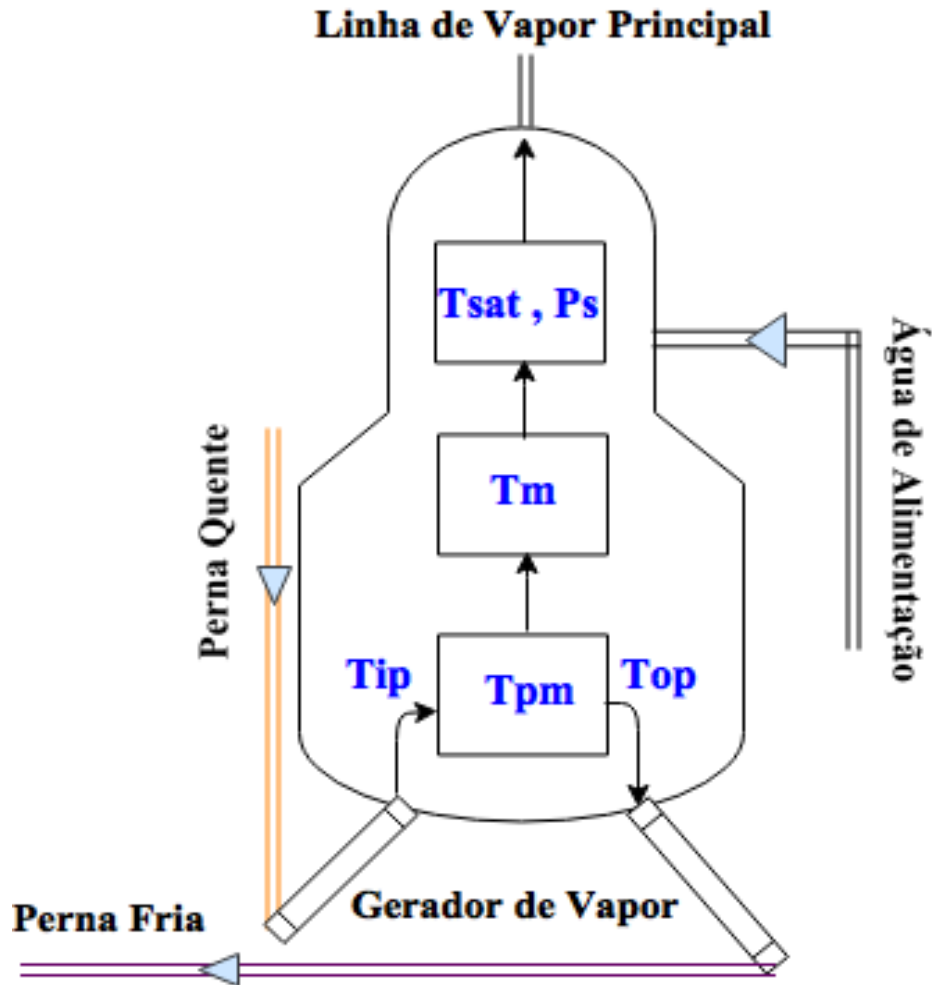 Linha de Vapor Principal
Tsat , Ps
Água de Alimentação
Perna Quente
Tm
Tip
Tpm
Top
Gerador de Vapor
Perna Fria